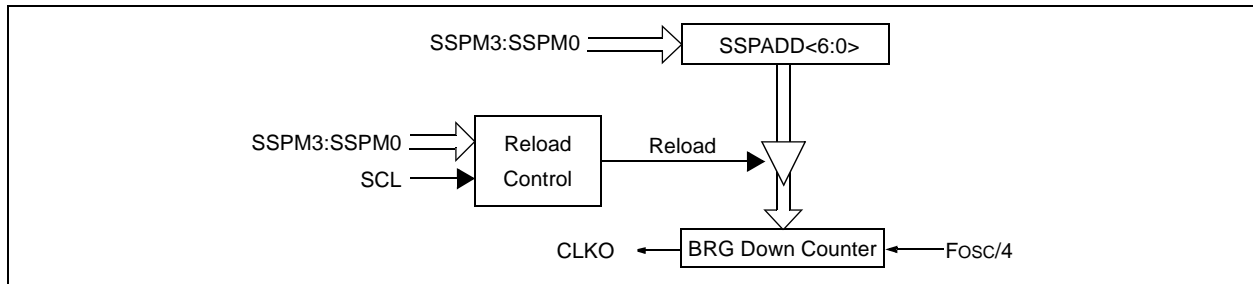 SSPM3:SSPM0
SSPADD<6:0>
SSPM3:SSPM0
SCL
Reload
Control
Reload
CLKO
BRG Down Counter
FOSC/4